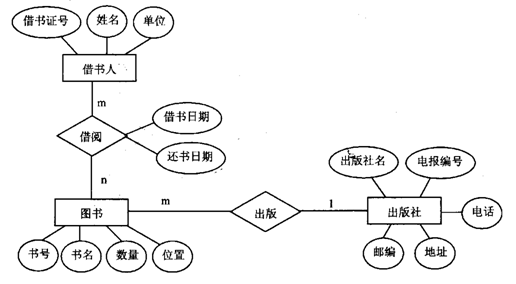 借书证号
姓名
单位
借书人
m
借书日期
借阅
还书日期
n
出版社名
电报编号
图书
m
出版
1
出版社
电话
书号
书名
数量
位置
邮编
地址